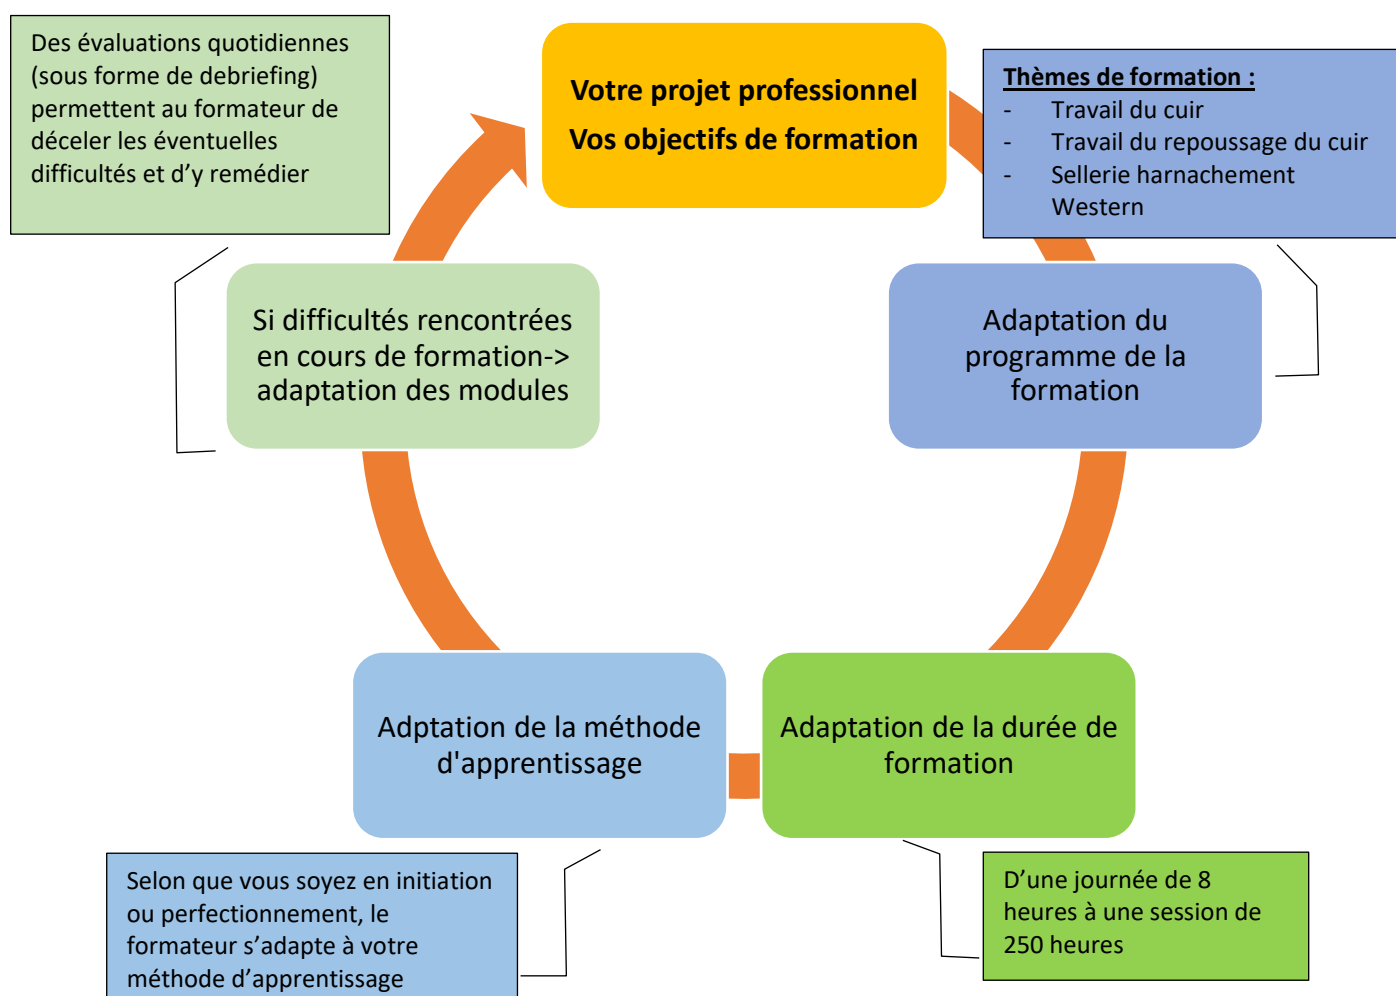 Des évaluations quotidiennes
(sous forme de debriefing)
permettent au formateur de
déceler les éventuelles
difficultés et d’y remédier
Votre projet professionnel
Vos objectifs de formation
Thèmes de formation :
- Travail du cuir
- Travail du repoussage du cuir
- Sellerie harnachement
Western
Si difficultés rencontrées
en cours de formation->
adaptation des modules
Adaptation du
programme de la
formation
Adptation de la méthode
d'apprentissage
Adaptation de la durée de
formation
Selon que vous soyez en initiation
ou perfectionnement, le
formateur s’adapte à votre
méthode d’apprentissage
D’une journée de 8
heures à une session de
250 heures